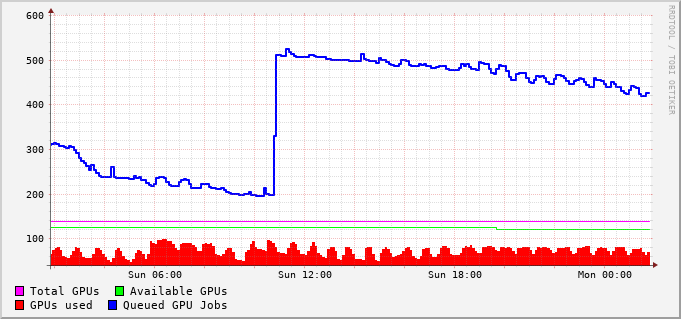 600
500
400
300
200
100
Sun 06:00 Sun 12:00 Sun 18:00 Mon 00:00
Total GPUs Available GPUs
GPUs used Queued GPU Jobs
RRDTOOL / TOBI OETIKER